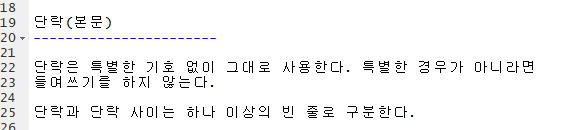 18
19 단락(본문)
20 -----------------------
21
22 단락은 특별한 기호 없이 그대로 사용한다. 특별한 경우가 아니라면
23 들여쓰기를 하지 않는다.
24
25 단락과 단락 사이는 하나 이상의 빈 줄로 구분한다.
26